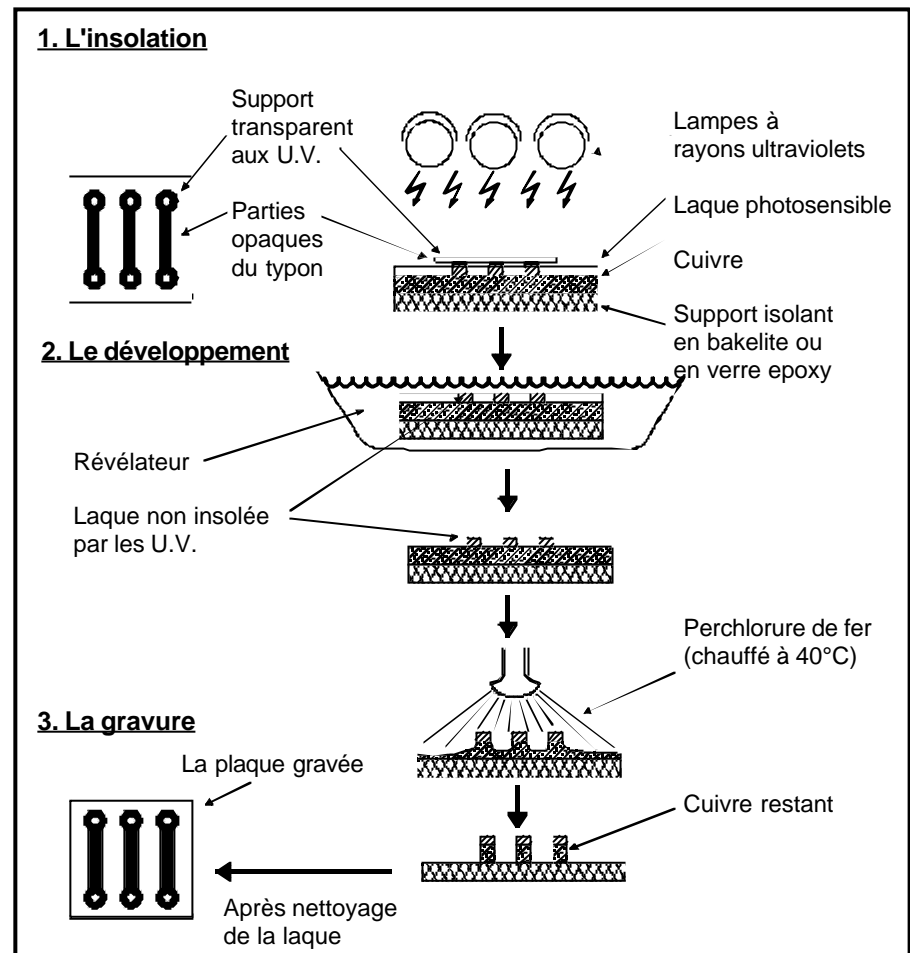 1. L'insolation
Support
transparent
aux U.V.
Parties
opaques
du typon
Lampes à
rayons ultraviolets
Laque photosensible
Cuivre
Support isolant
en bakelite ou
en verre epoxy
2. Le développement
Révélateur
Laque non insolée
par les U.V.
Perchlorure de fer
(chauffé à 40°C)
3. La gravure
La plaque gravée
Cuivre restant
Après nettoyage
de la laque